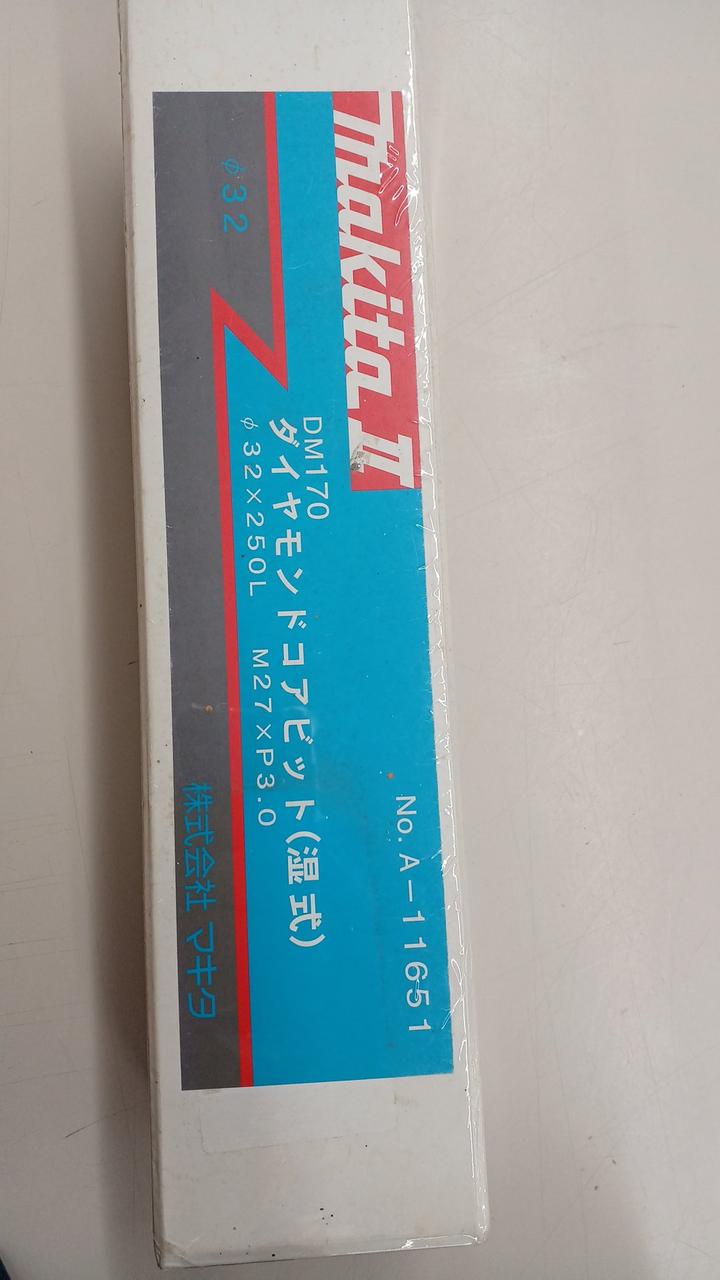 makita II
No. A-11651
DM170
ダイヤモンドコアビット(湿式)
φ32×250L M27×P3.0
φ32
株式会社 マキタ